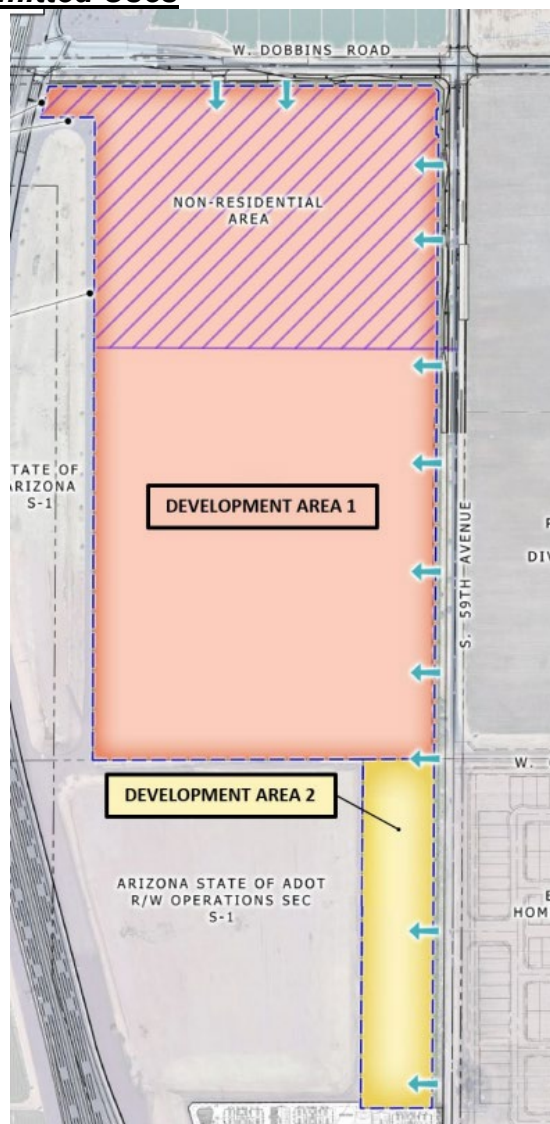 W. DOBBINS ROAD
NON-RESIDENTIAL
AREA
TATE OF
ARIZONA
S-1
DEVELOPMENT AREA 1
S. 59TH AVENUE
DIV
W.
DEVELOPMENT AREA 2
ARIZONA STATE OF ADOT
R/W OPERATIONS SEC
S-1
HOM